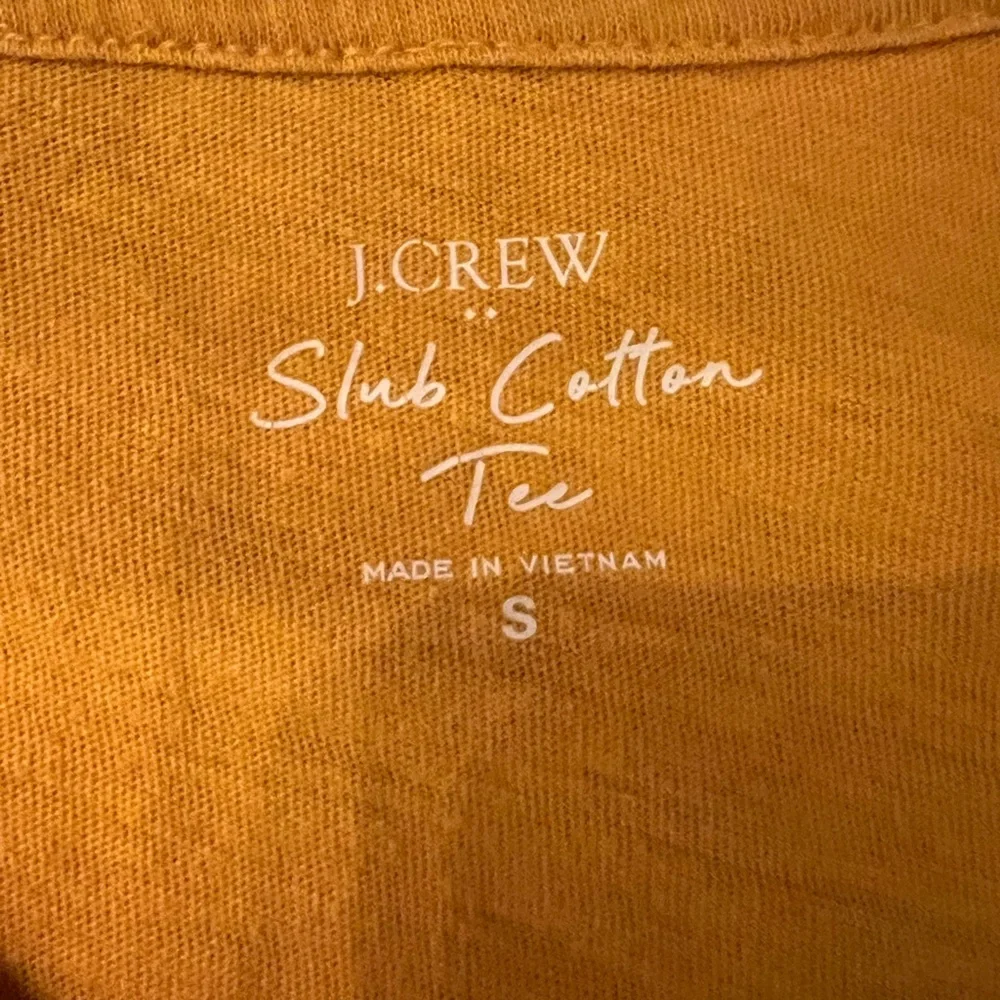 J.CREW
Slub Cotton
Tee
MADE IN VIETNAM
S